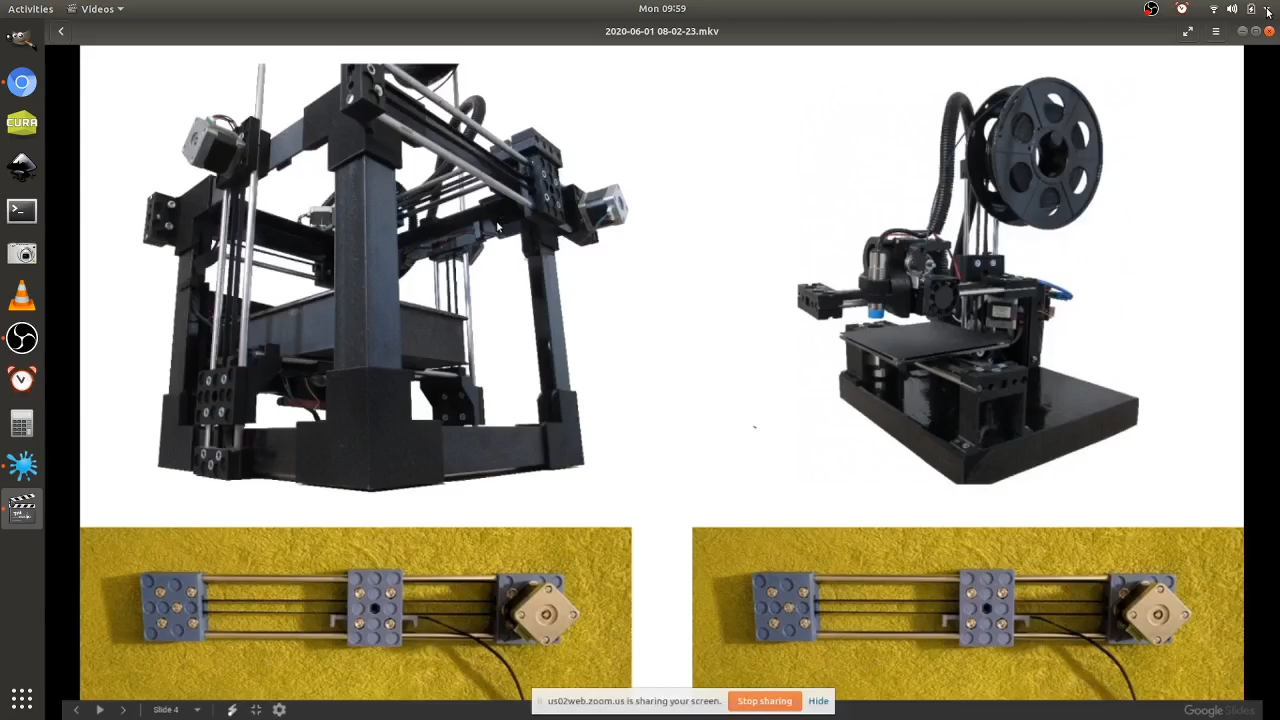 Activities
Videos
Mon 09:59
2020-06-01 08-02-23.mkv
CURA
us02web.zoom.us is sharing your screen.
Stop sharing
Hide
Slide 4
Google Slides